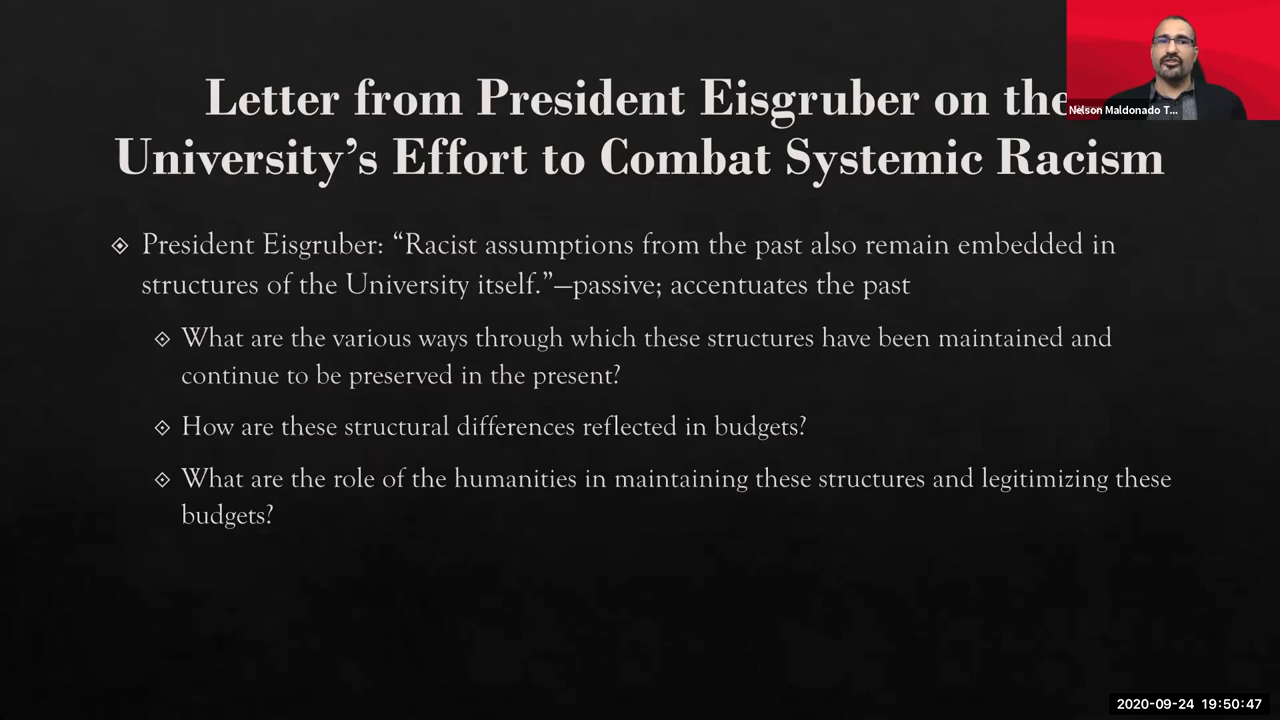 Letter from President Eisgruber on the
University’s Effort to Combat Systemic Racism
Nelson Maldonado T...
President Eisgruber: “Racist assumptions from the past also remain embedded in
structures of the University itself.”—passive; accentuates the past
What are the various ways through which these structures have been maintained and
continue to be preserved in the present?
How are these structural differences reflected in budgets?
What are the role of the humanities in maintaining these structures and legitimizing these
budgets?
2020-09-24 19:50:47